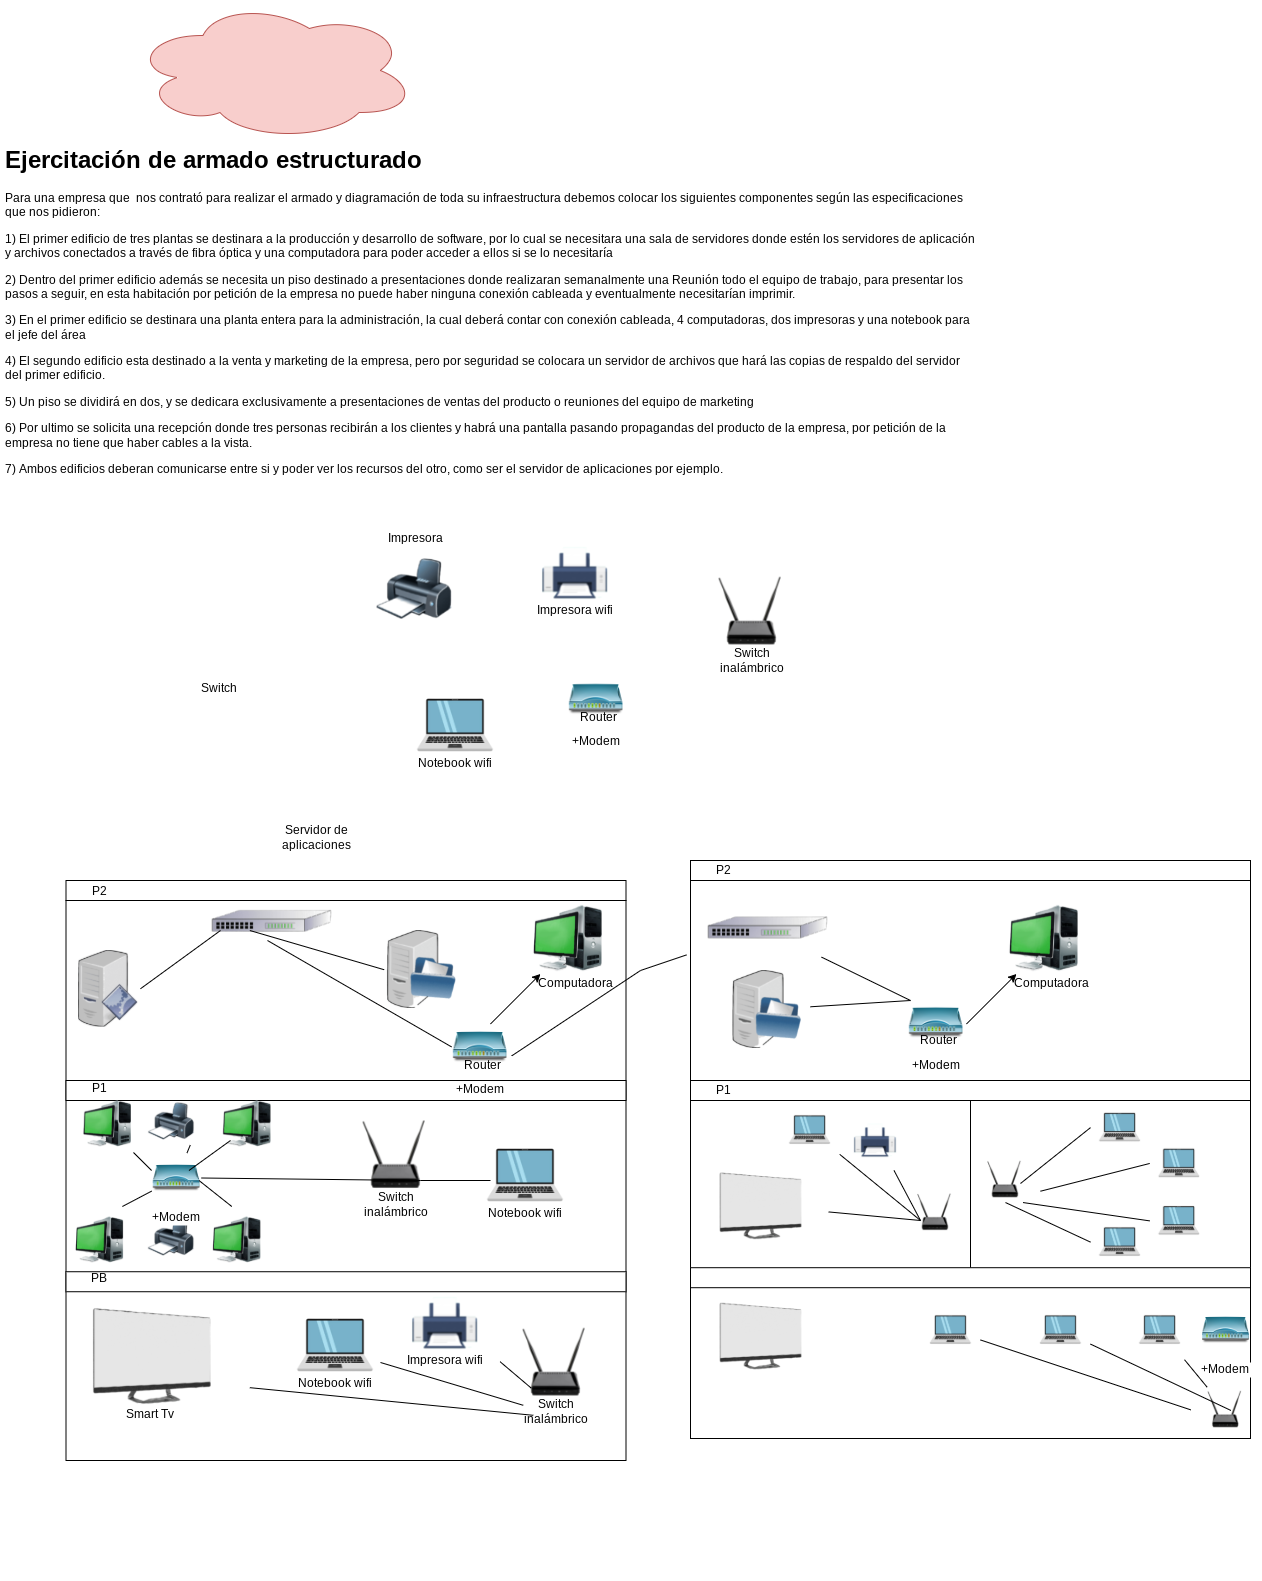 Ejercitación de armado estructurado
Para una empresa que  nos contrató para realizar el armado y diagramación de toda su infraestructura debemos colocar los siguientes componentes según las especificaciones
que nos pidieron:
1) El primer edificio de tres plantas se destinara a la producción y desarrollo de software, por lo cual se necesitara una sala de servidores donde estén los servidores de aplicación
y archivos conectados a través de fibra óptica y una computadora para poder acceder a ellos si se lo necesitaría
2) Dentro del primer edificio además se necesita un piso destinado a presentaciones donde realizaran semanalmente una Reunión todo el equipo de trabajo, para presentar los
pasos a seguir, en esta habitación por petición de la empresa no puede haber ninguna conexión cableada y eventualmente necesitarían imprimir.
3) En el primer edificio se destinara una planta entera para la administración, la cual deberá contar con conexión cableada, 4 computadoras, dos impresoras y una notebook para
el jefe del área
4) El segundo edificio esta destinado a la venta y marketing de la empresa, pero por seguridad se colocara un servidor de archivos que hará las copias de respaldo del servidor
del primer edificio.
5) Un piso se dividirá en dos, y se dedicara exclusivamente a presentaciones de ventas del producto o reuniones del equipo de marketing
6) Por ultimo se solicita una recepción donde tres personas recibirán a los clientes y habrá una pantalla pasando propagandas del producto de la empresa, por petición de la
empresa no tiene que haber cables a la vista.
7) Ambos edificios deberan comunicarse entre si y poder ver los recursos del otro, como ser el servidor de aplicaciones por ejemplo.
Impresora
Impresora wifi
Switch
inalámbrico
Switch
Router
+Modem
Notebook wifi
Servidor de
aplicaciones
P2
Computadora
Router
+Modem
P1
Switch
inalámbrico
Notebook wifi
+Modem
PB
Impresora wifi
Notebook wifi
Smart Tv
Switch
inalámbrico
P2
Computadora
Router
+Modem
P1
+Modem